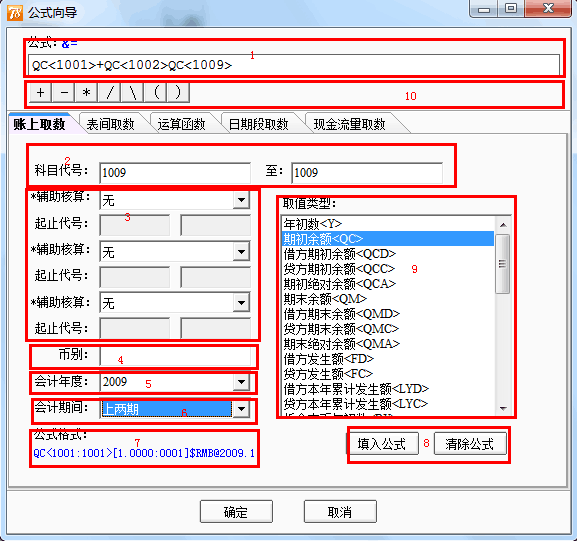 公式向导
公式: &=
QC<1001>+QC<1002>QC<1009>
1
+ - * / \ ( )
10
账上取数 表间取数 运算函数 日期段取数 现金流量取数
2
科目代号: 1009 至: 1009
*辅助核算: 无
3
起止代号:
*辅助核算: 无
起止代号:
*辅助核算: 无
起止代号:
币别:
4
会计年度: 2009
5
会计期间: 上两期
6
公式格式:
7
QC<1001:1001>[1.0000:0001]$RMB@2009.1
取值类型:
年初数<Y>
期初余额<QC>
借方期初余额<QCD>
贷方期初余额<QCC>
9
期初绝对余额<QCA>
期末余额<QM>
借方期末余额<QMD>
贷方期末余额<QMC>
期末绝对余额<QMA>
借方发生额<FD>
贷方发生额<FC>
借方本年累计发生额<LYD>
贷方本年累计发生额<LYC>
填入公式 8 清除公式
确定 取消